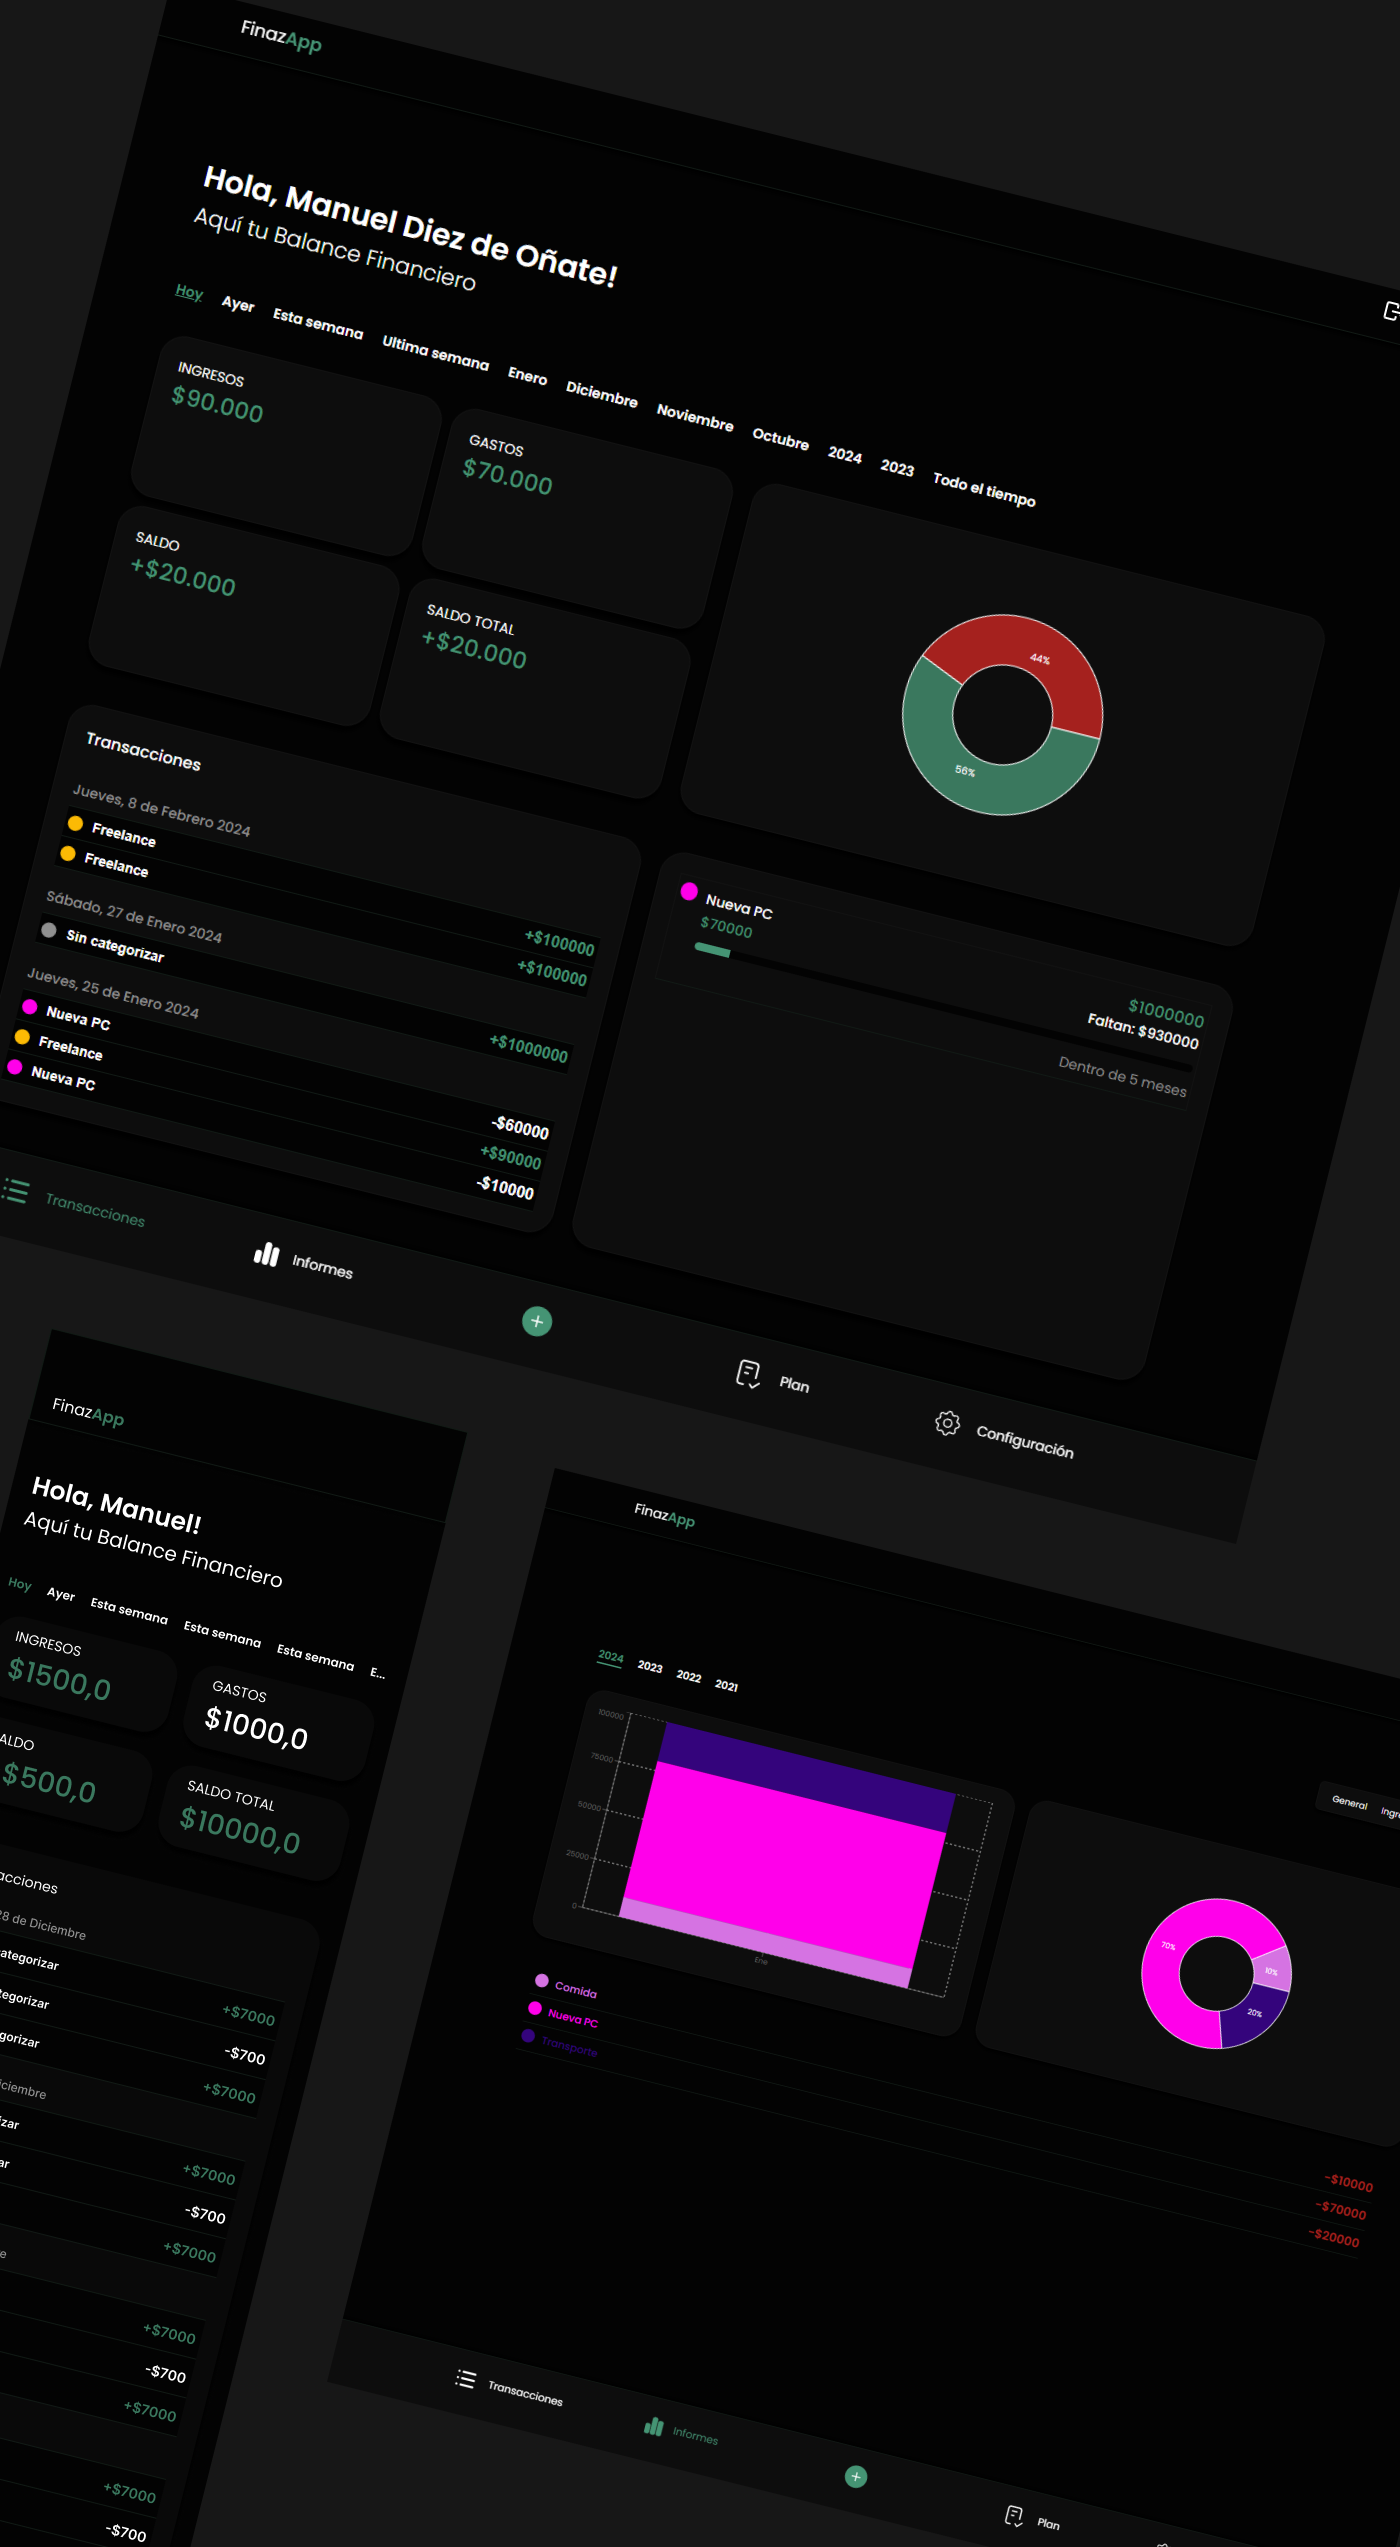 FinazApp
Hola, Manuel Diez de Oñate!
Aquí tu Balance Financiero
Hoy Ayer Esta semana Ultima semana Enero Diciembre Noviembre Octubre 2024 2023 Todo el tiempo
INGRESOS
$90.000
GASTOS
$70.000
SALDO
+$20.000
SALDO TOTAL
+$20.000
44%
56%
Transacciones
Jueves, 8 de Febrero 2024
Freelance +$100000
Freelance +$100000
Sábado, 27 de Enero 2024
Sin categorizar +$1000000
Jueves, 25 de Enero 2024
Nueva PC -$60000
Freelance +$90000
Nueva PC -$10000
Nueva PC
$70000
$1000000
Faltan: $930000
Dentro de 5 meses
Transacciones
Informes
+
Plan
Configuración
FinazApp
Hola, Manuel!
Aquí tu Balance Financiero
Hoy Ayer Esta semana Esta semana Esta semana E...
INGRESOS
$1500,0
GASTOS
$1000,0
ALDO
$500,0
SALDO TOTAL
$10000,0
acciones
28 de Diciembre
ategorizar +$7000
tegorizar -$700
gorizar +$7000
iciembre
izar +$7000
ar -$700
+$7000
e
+$7000
-$700
+$7000
+$7000
-$700
FinazApp
2024 2023 2022 2021
100000
75000
50000
25000
0
Ene
General Ingre
70%
10%
20%
Comida -$10000
Nueva PC -$70000
Transporte -$20000
Transacciones
Informes
+
Plan